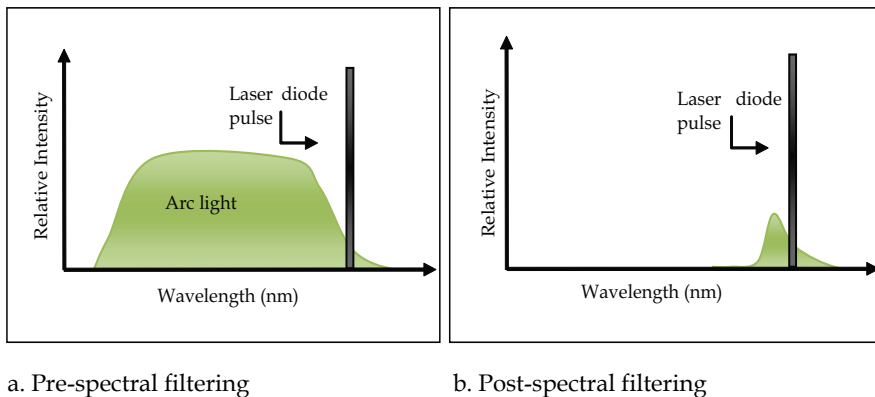 Relative Intensity
Laser diode
pulse
Arc light
Wavelength (nm)
a. Pre-spectral filtering
Relative Intensity
Laser diode
pulse
Wavelength (nm)
b. Post-spectral filtering